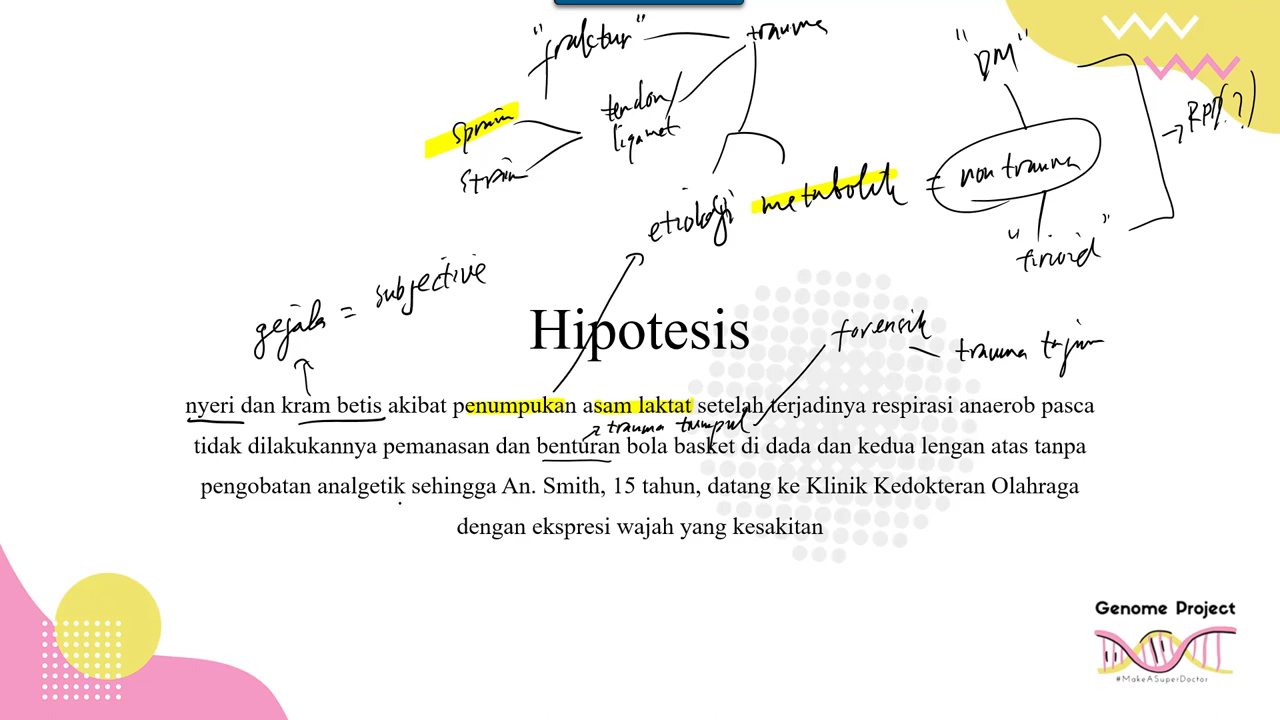 "fraktur"
trauma
"DM"
sprain
tendon/
ligamet
RPD(?)
strain
etiologi metabolik = non trauma
"tiroid"
gejala = subjective
Hipotesis
forensik
trauma tajam
nyeri dan kram betis akibat penumpukan asam laktat setelah terjadinya respirasi anaerob pasca
trauma tumpul
tidak dilakukannya pemanasan dan benturan bola basket di dada dan kedua lengan atas tanpa
pengobatan analgetik sehingga An. Smith, 15 tahun, datang ke Klinik Kedokteran Olahraga
dengan ekspresi wajah yang kesakitan
Genome Project
#MakeASuperDoctor